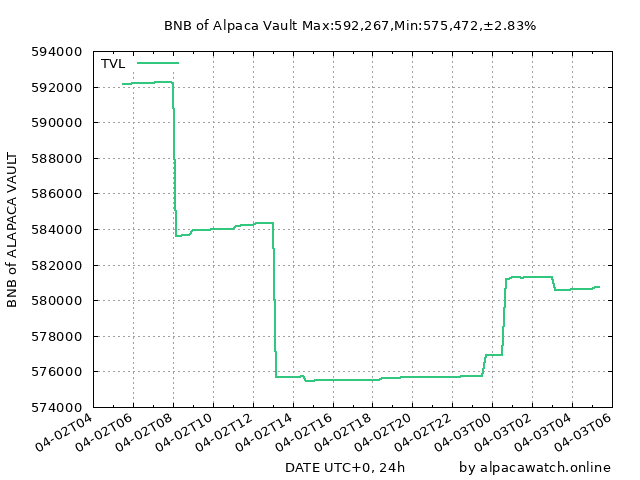 BNB of Alpaca Vault Max:592,267,Min:575,472,±2.83%
TVL
594000
592000
590000
588000
586000
584000
582000
580000
578000
576000
574000
BNB of ALAPACA VAULT
04-02T04
04-02T06
04-02T08
04-02T10
04-02T12
04-02T14
04-02T16
04-02T18
04-02T20
04-02T22
04-03T00
04-03T02
04-03T04
04-03T06
DATE UTC+0, 24h
by alpacawatch.online